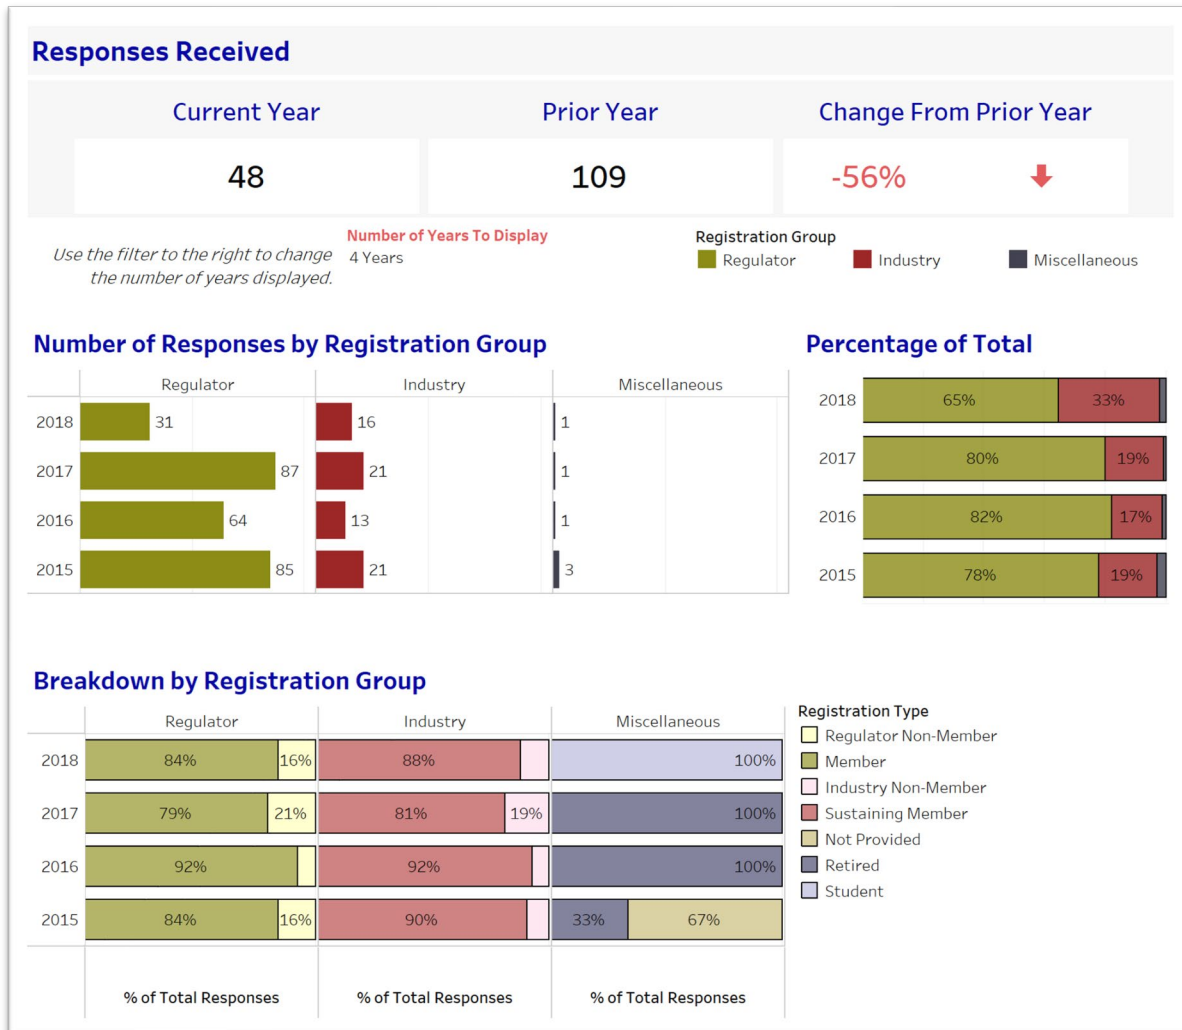 Responses Received
Current Year
Prior Year
Change From Prior Year
48
109
-56%
Use the filter to the right to change
the number of years displayed.
Number of Years To Display
4 Years
Registration Group
Regulator
Industry
Miscellaneous
Number of Responses by Registration Group
Regulator
Industry
Miscellaneous
2018
31
16
1
2017
87
21
1
2016
64
13
1
2015
85
21
3
Percentage of Total
2018
65%
33%
2017
80%
19%
2016
82%
17%
2015
78%
19%
Breakdown by Registration Group
Regulator
Industry
Miscellaneous
2018
84%
16%
88%
100%
2017
79%
21%
81%
19%
100%
2016
92%
92%
100%
2015
84%
16%
90%
33%
67%
% of Total Responses
% of Total Responses
% of Total Responses
Registration Type
Regulator Non-Member
Member
Industry Non-Member
Sustaining Member
Not Provided
Retired
Student